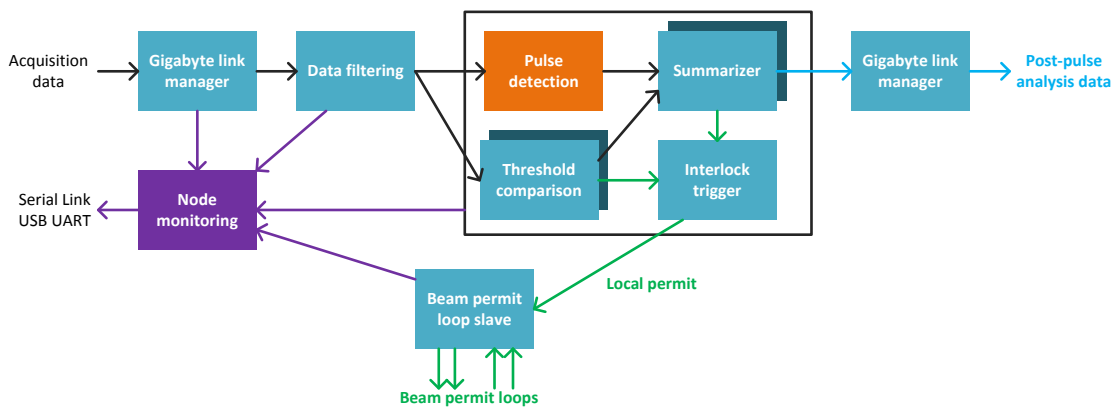 Acquisition
data
Gigabyte link
manager
Data filtering
Pulse
detection
Summarizer
Gigabyte link
manager
Post-pulse
analysis data
Threshold
comparison
Interlock
trigger
Serial Link
USB UART
Node
monitoring
Local permit
Beam permit
loop slave
Beam permit loops